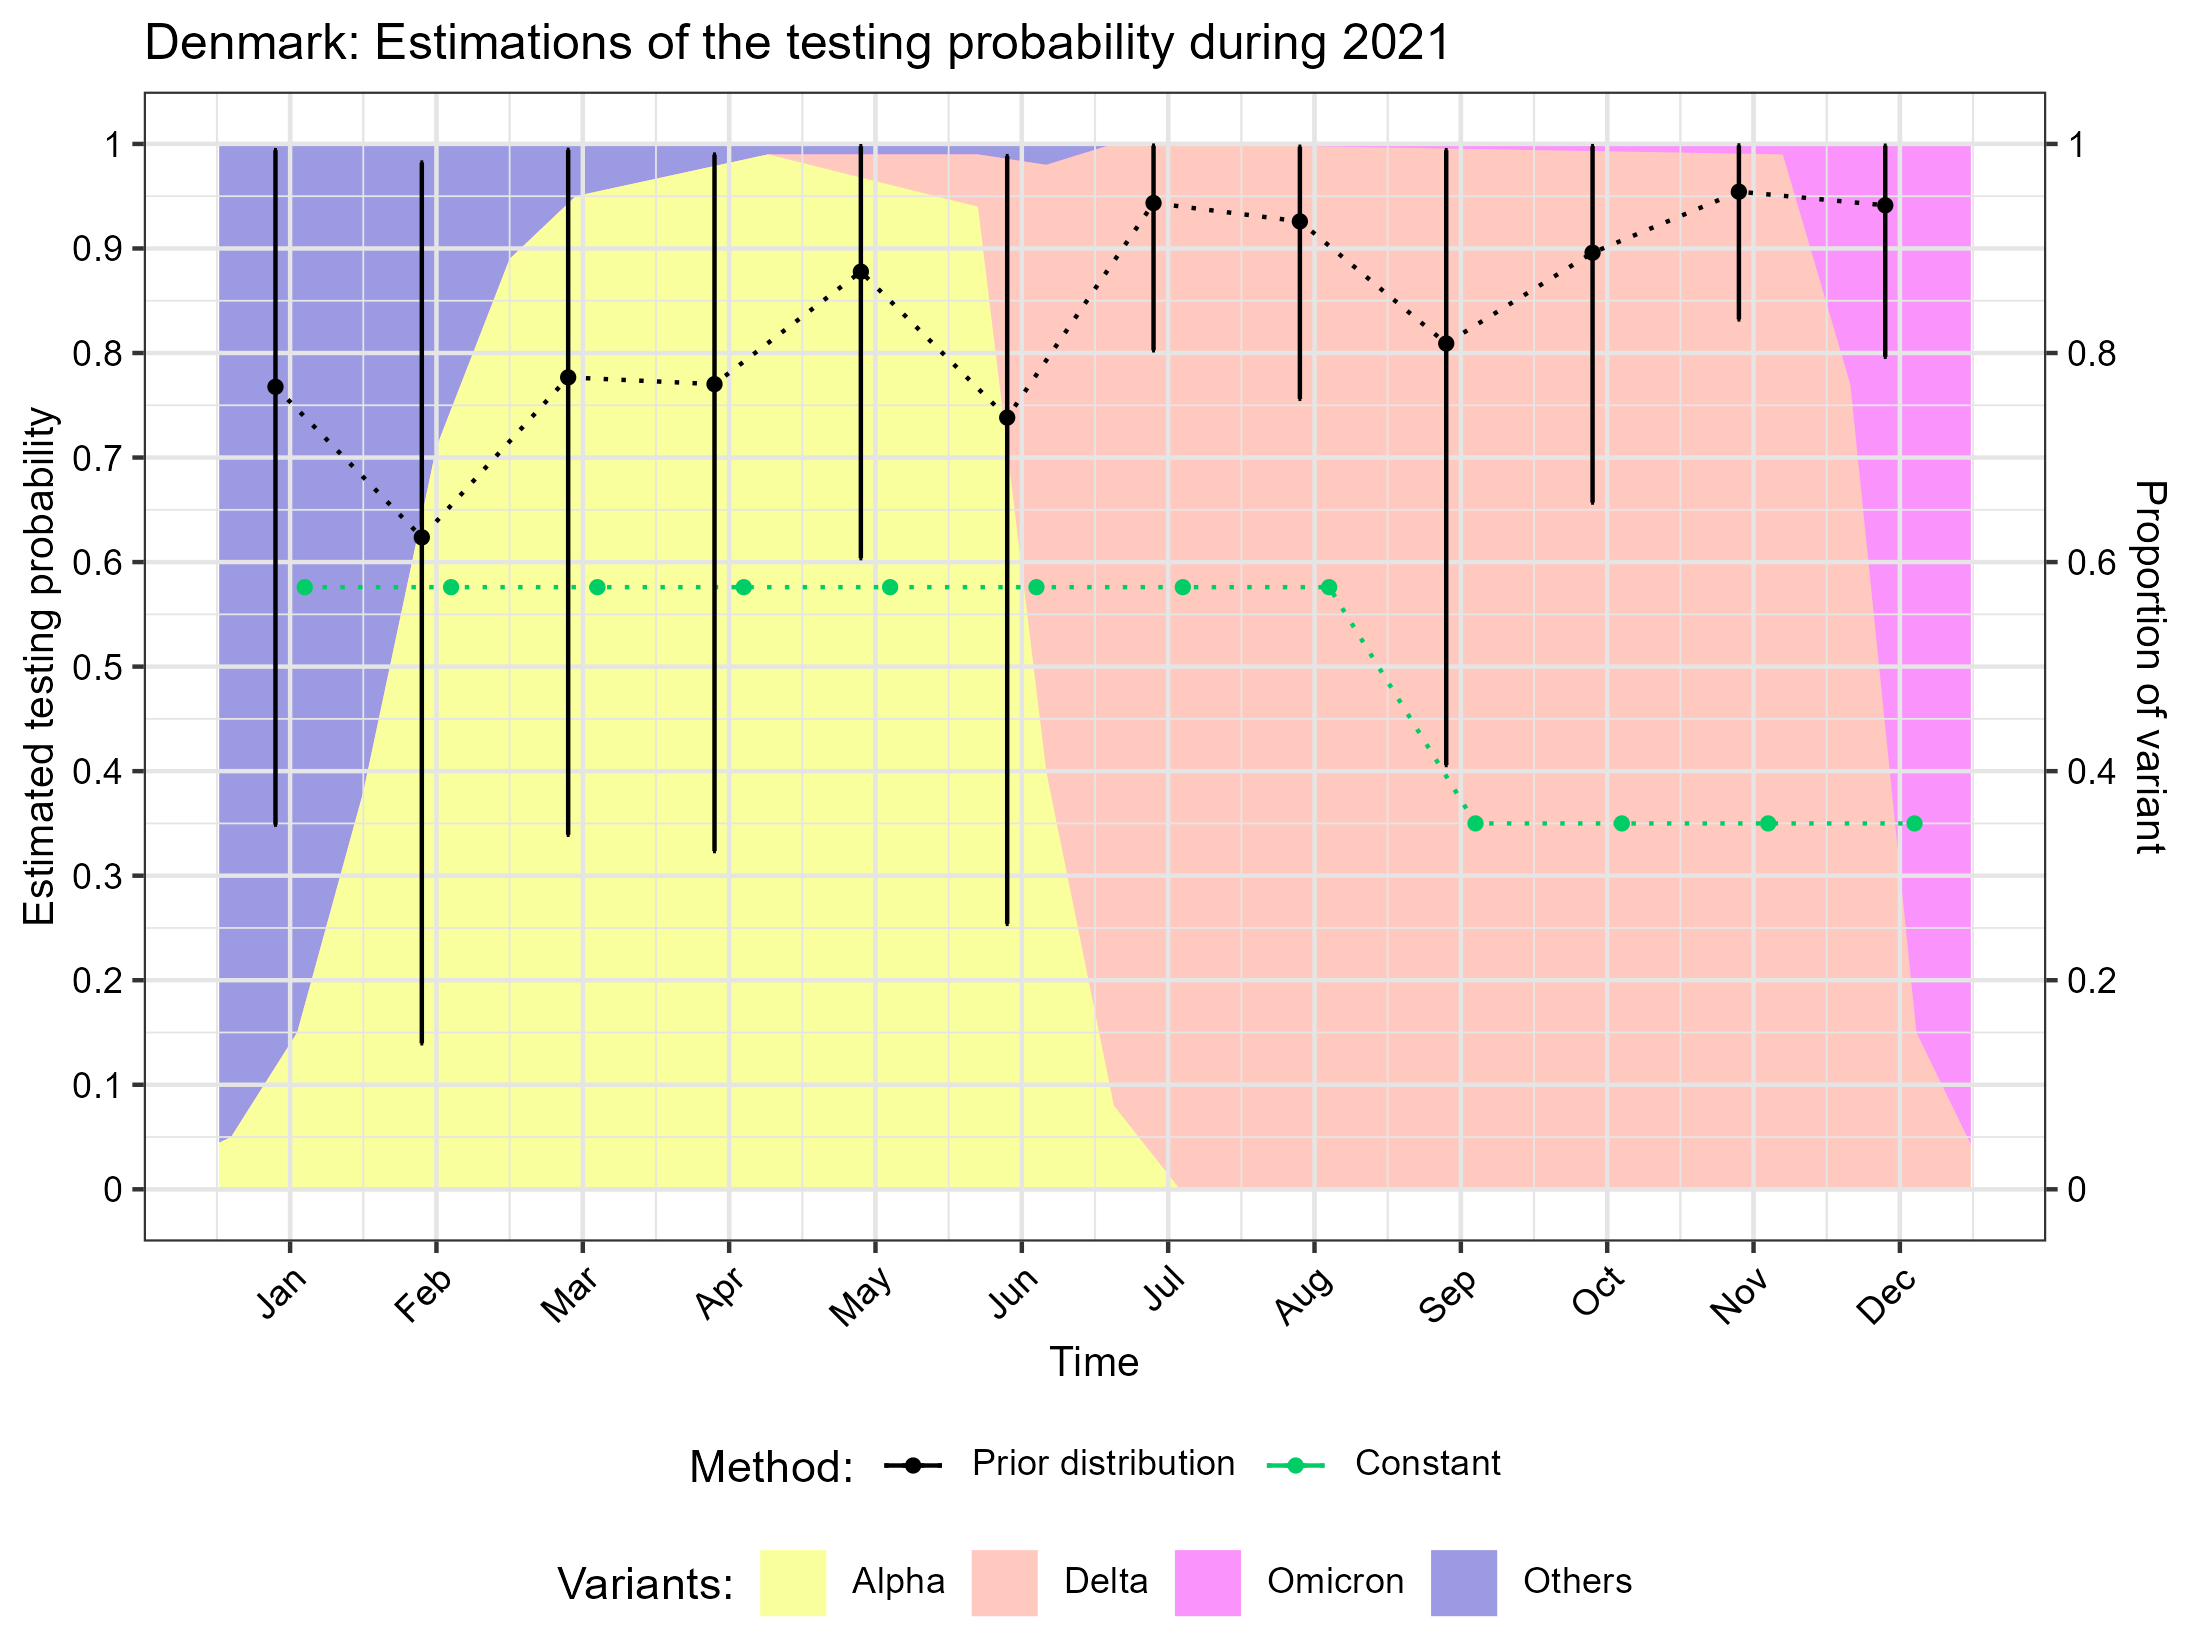 Denmark: Estimations of the testing probability during 2021
1
0.9
0.8
0.7
0.6
0.5
0.4
0.3
0.2
0.1
0
Estimated testing probability
1
0.8
0.6
0.4
0.2
0
Proportion of variant
Jan Feb Mar Apr May Jun Jul Aug Sep Oct Nov Dec
Time
Method: Prior distribution Constant
Variants: Alpha Delta Omicron Others